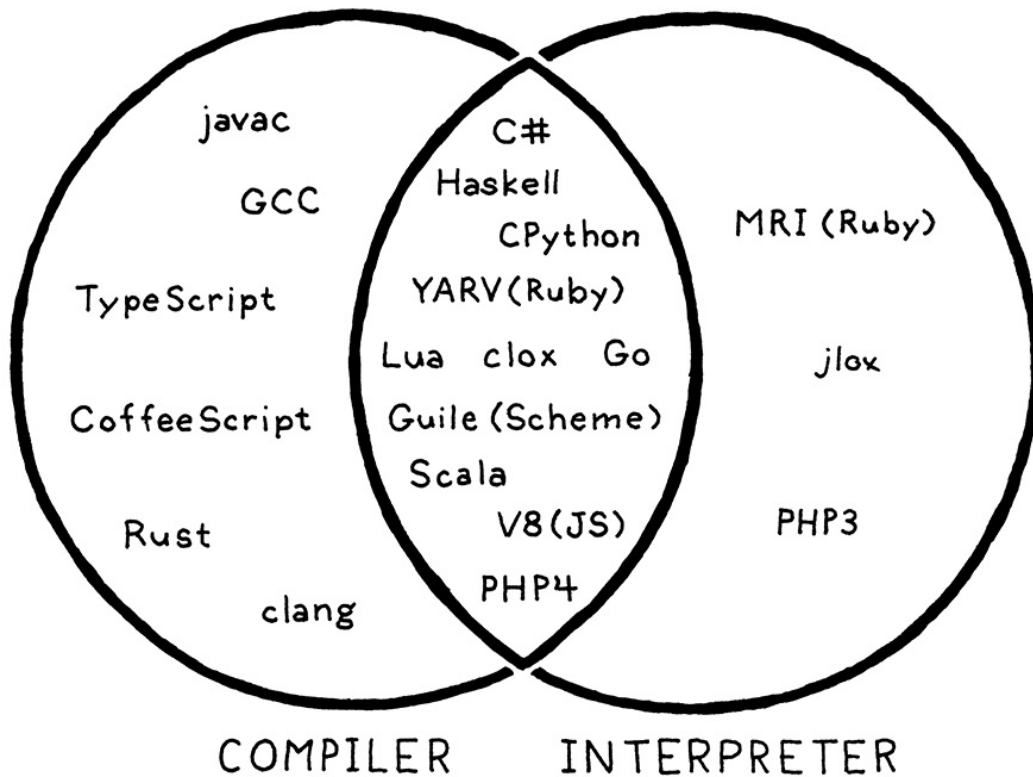 javac
GCC
TypeScript
CoffeeScript
Rust
clang
C#
Haskell
CPython
YARV(Ruby)
Lua clox Go
Guile (Scheme)
Scala
V8(JS)
PHP4
MRI (Ruby)
jlox
PHP3
COMPILER
INTERPRETER